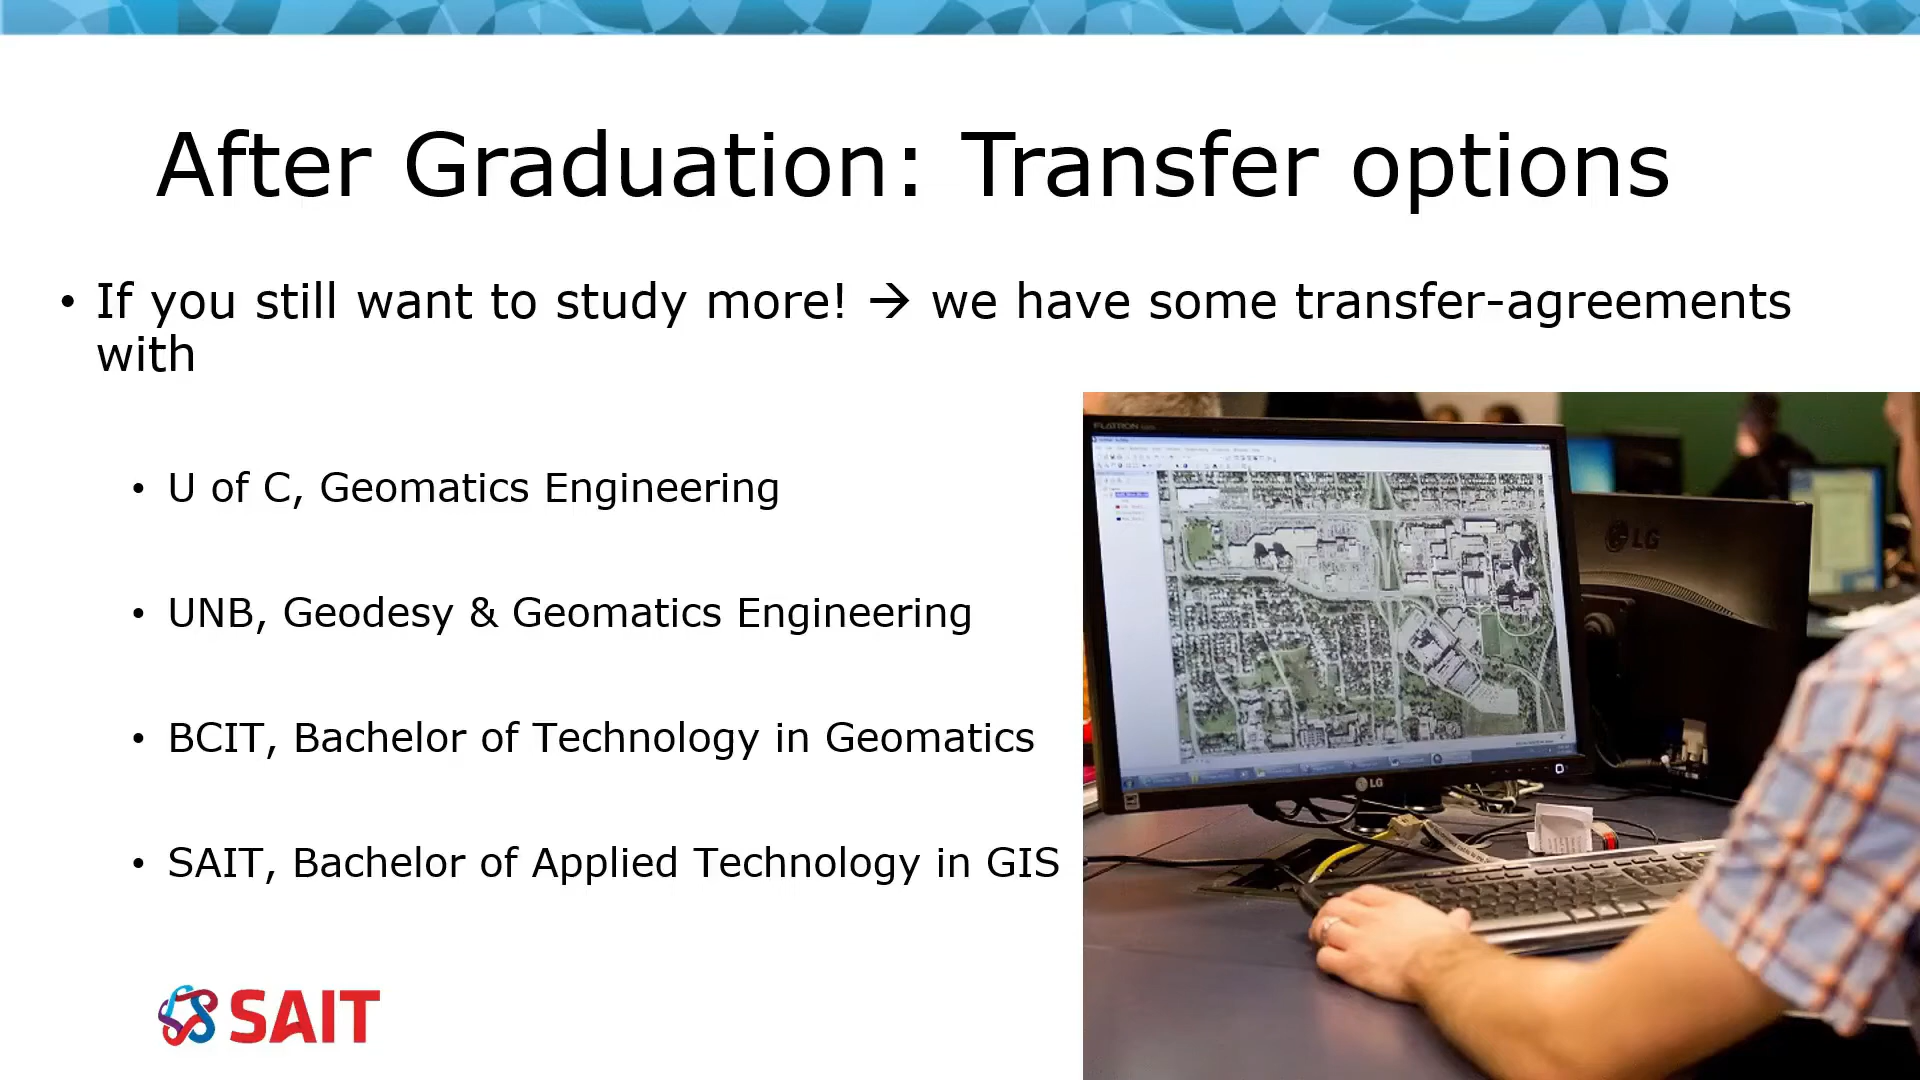 After Graduation: Transfer options
• If you still want to study more! → we have some transfer-agreements
with
• U of C, Geomatics Engineering
• UNB, Geodesy & Geomatics Engineering
• BCIT, Bachelor of Technology in Geomatics
• SAIT, Bachelor of Applied Technology in GIS
SAIT
FLATRON
LG
LG